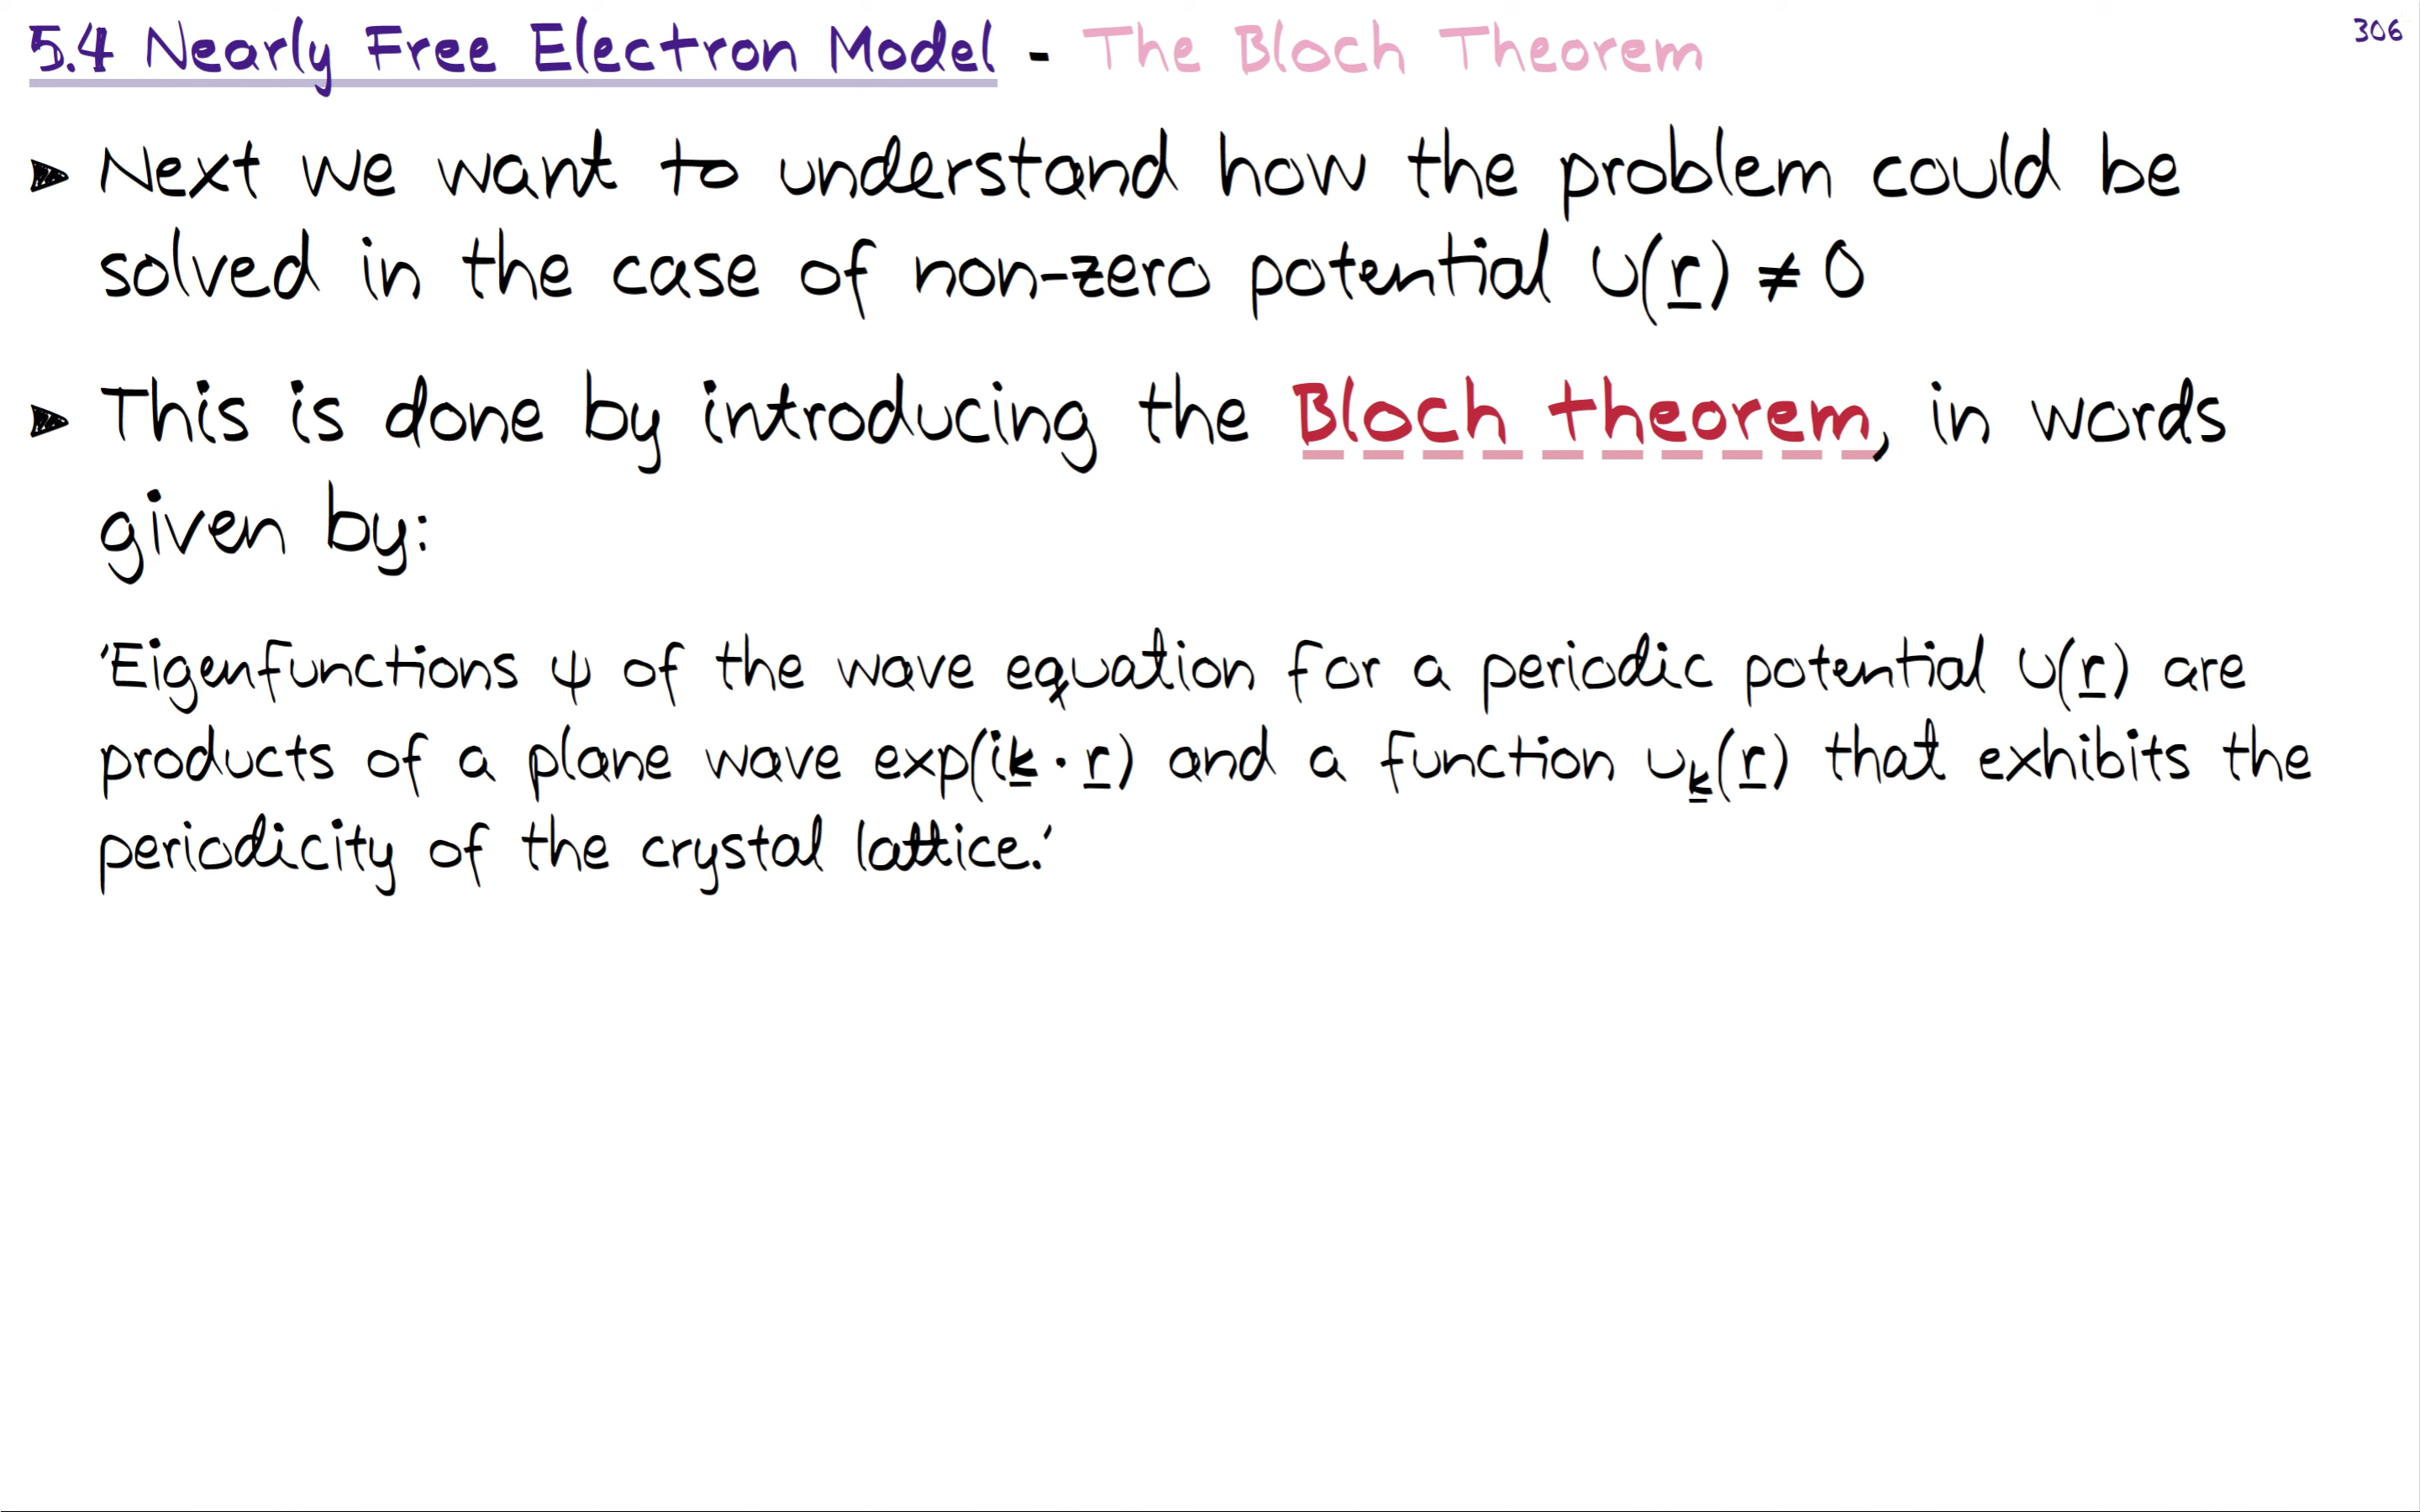 5.4 Nearly Free Electron Model - The Bloch Theorem
306
▶ Next we want to understand how the problem could be
solved in the case of non-zero potential U(r̲) ≠ 0
▶ This is done by introducing the Bloch theorem, in words
given by:
'Eigenfunctions ψ of the wave equation for a periodic potential U(r̲) are
products of a plane wave exp(ik̲ · r̲) and a function u_k̲(r̲) that exhibits the
periodicity of the crystal lattice.'